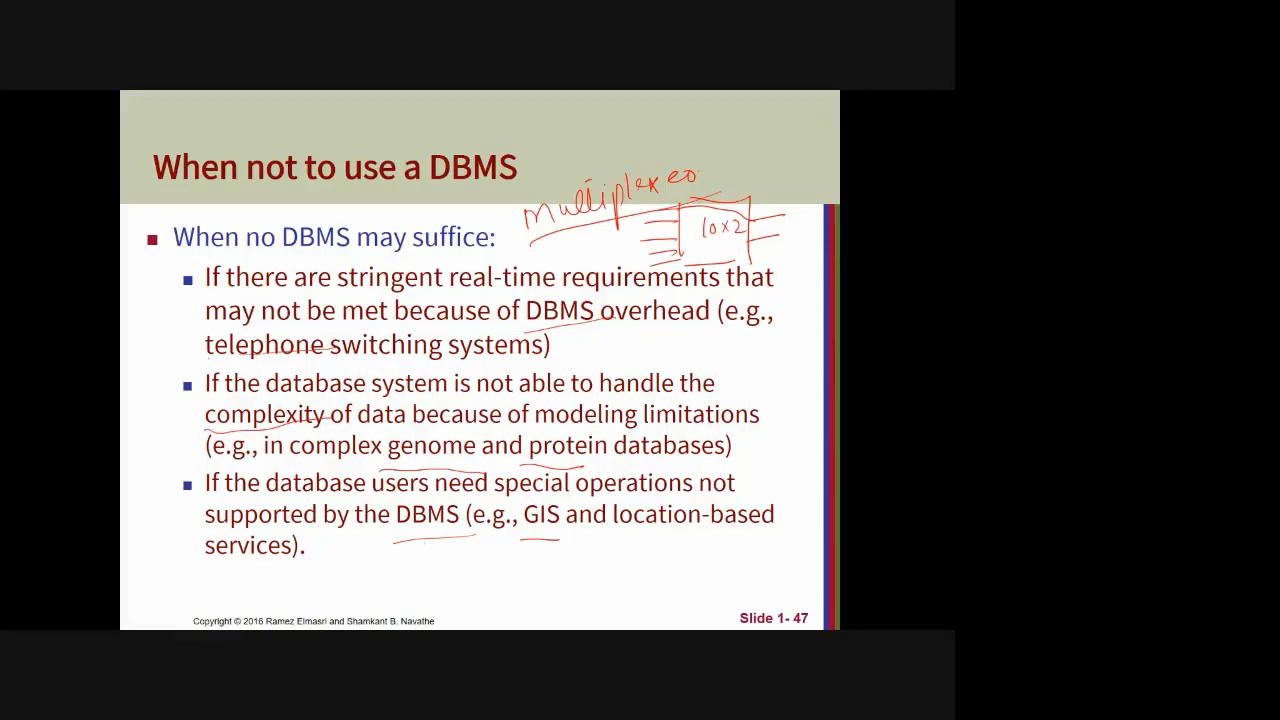 When not to use a DBMS
multiplexeo
10x2
When no DBMS may suffice:
If there are stringent real-time requirements that
may not be met because of DBMS overhead (e.g.,
telephone switching systems)
If the database system is not able to handle the
complexity of data because of modeling limitations
(e.g., in complex genome and protein databases)
If the database users need special operations not
supported by the DBMS (e.g., GIS and location-based
services).
Copyright © 2016 Ramez Elmasri and Shamkant B. Navathe
Slide 1- 47